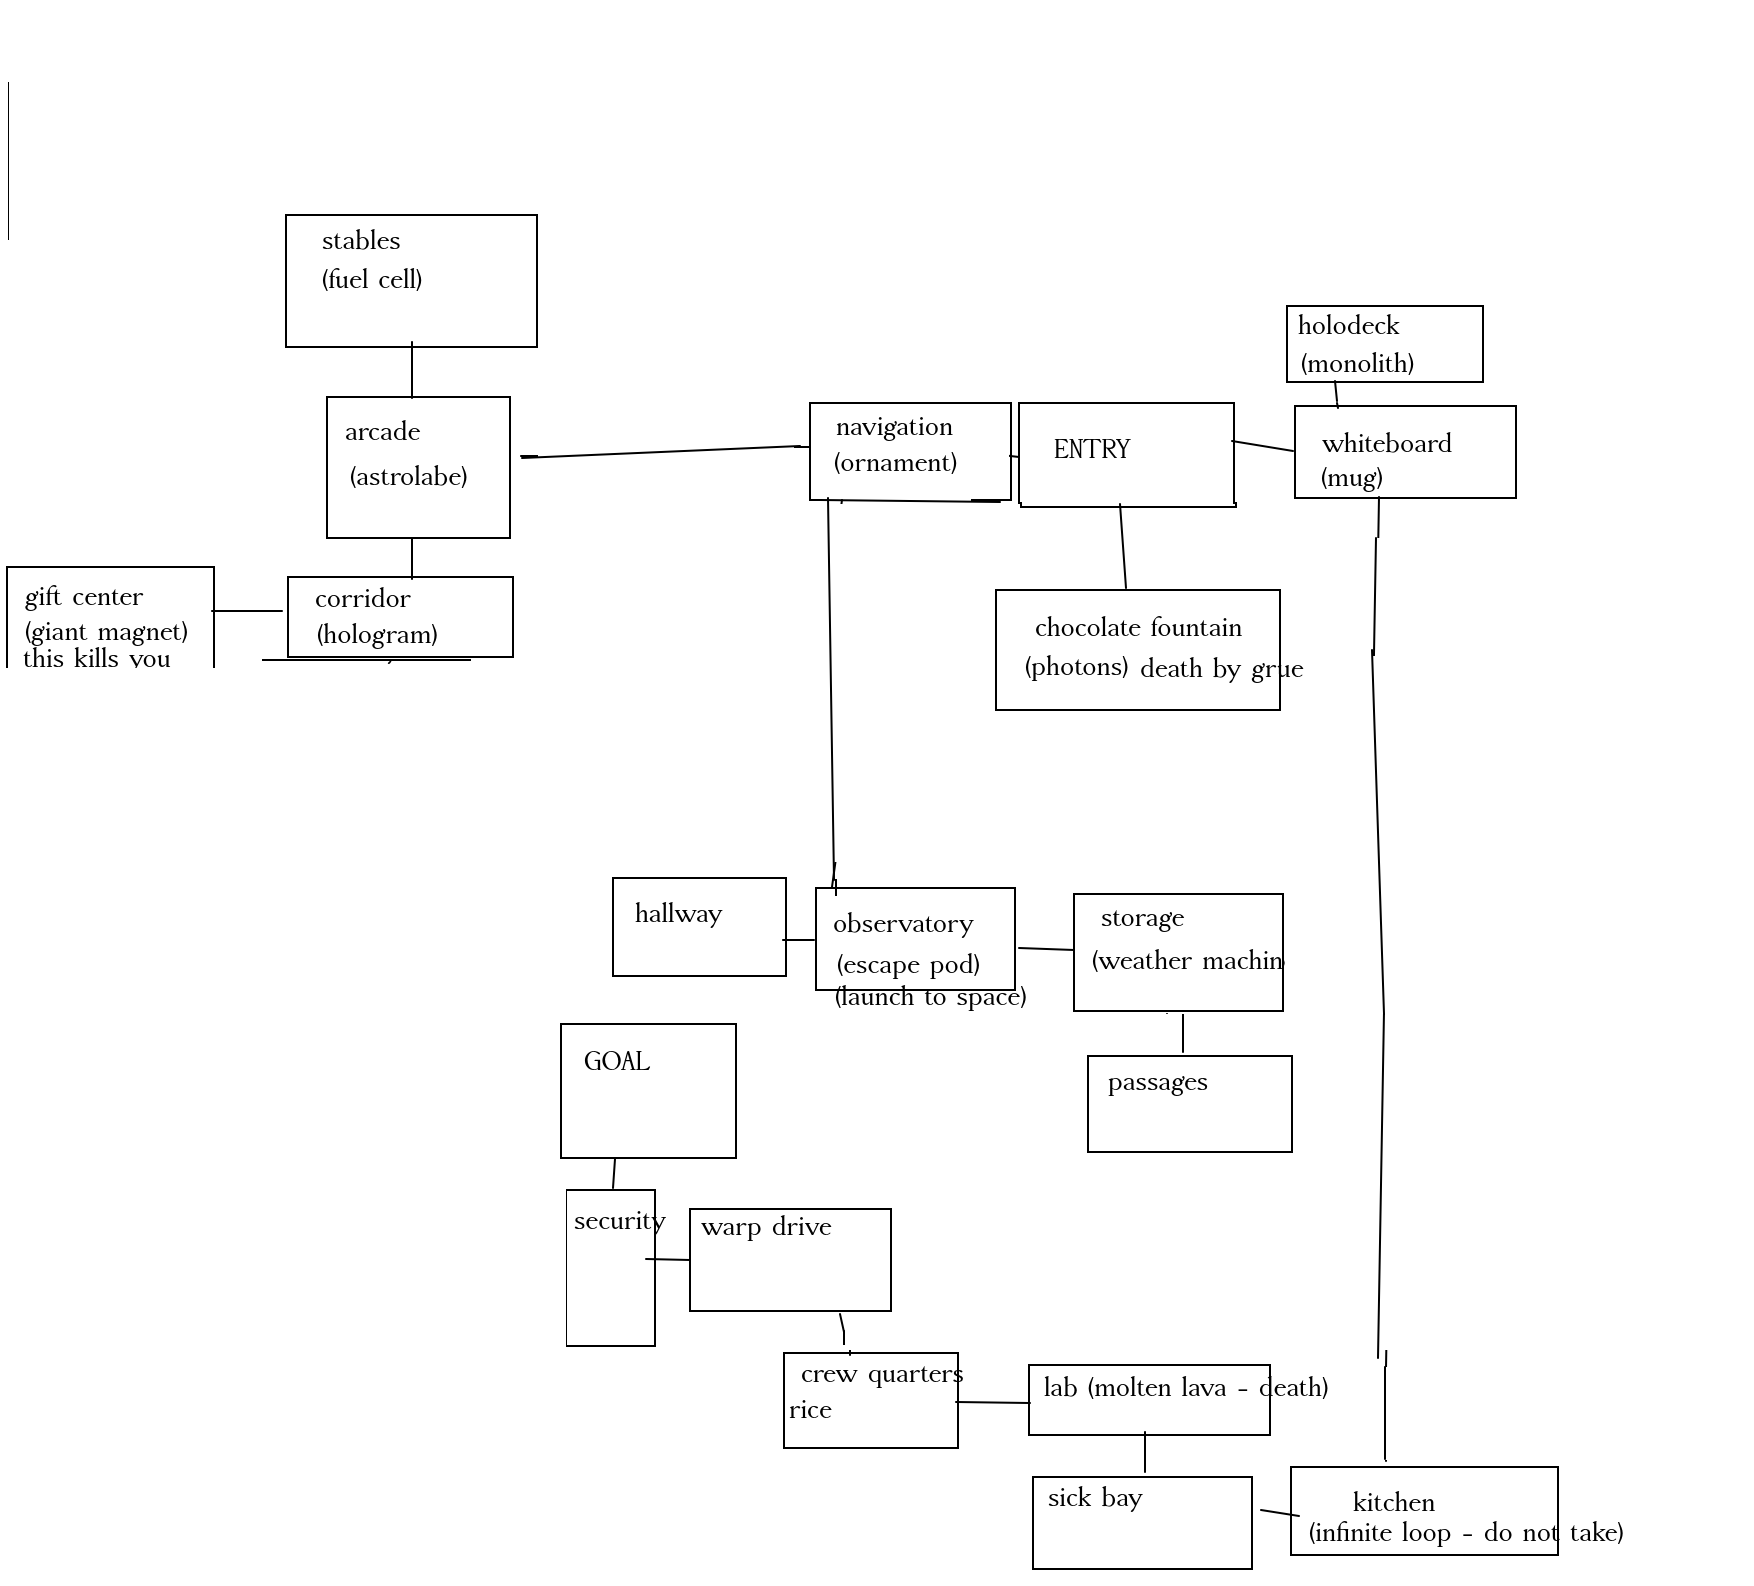 stables
(fuel cell)
holodeck
(monolith)
arcade
(astrolabe)
navigation
(ornament)
ENTRY
whiteboard
(mug)
gift center
(giant magnet)
this kills you
corridor
(hologram)
chocolate fountain
(photons) death by grue
hallway
observatory
(escape pod)
(launch to space)
storage
(weather machin
GOAL
passages
security
warp drive
crew quarters
rice
lab (molten lava - death)
sick bay
kitchen
(infinite loop - do not take)